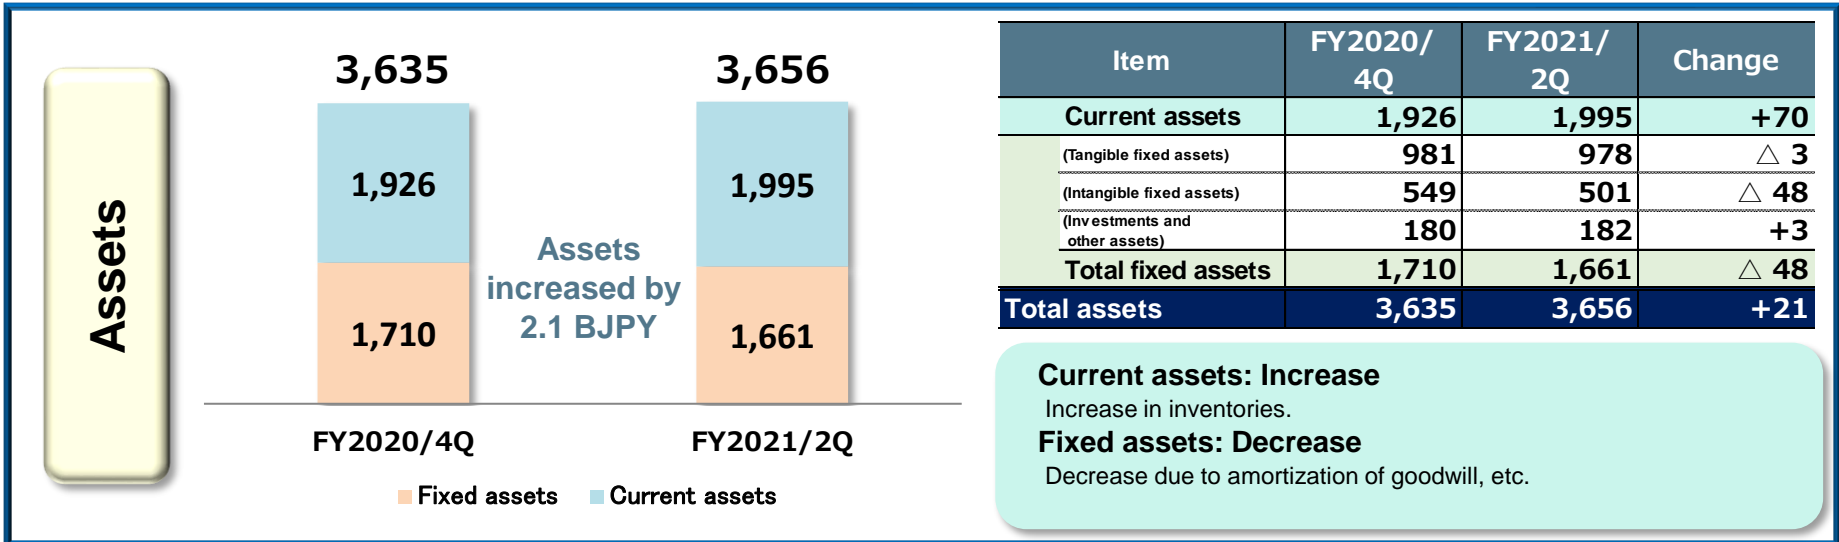 Assets
3,635
3,656
1,926
1,995
Assets
increased by
2.1 BJPY
1,710
1,661
FY2020/4Q
FY2021/2Q
Fixed assets
Current assets
Item FY2020/ FY2021/ Change
4Q 2Q
Current assets 1,926 1,995 +70
(Tangible fixed assets) 981 978 △ 3
(Intangible fixed assets) 549 501 △ 48
(Investments and
other assets) 180 182 +3
Total fixed assets 1,710 1,661 △ 48
Total assets 3,635 3,656 +21
Current assets: Increase
Increase in inventories.
Fixed assets: Decrease
Decrease due to amortization of goodwill, etc.